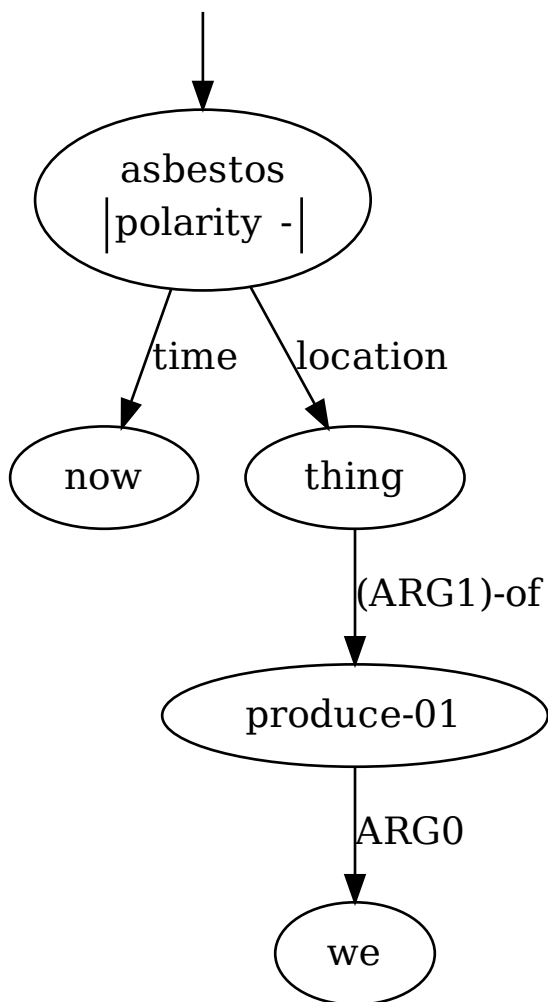 asbestos
|polarity -|
time
location
now
thing
(ARG1)-of
produce-01
ARG0
we